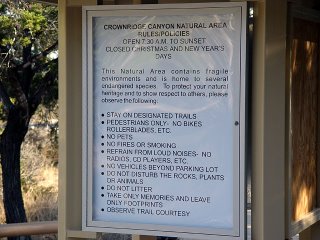 CROWNRIDGE CANYON NATURAL AREA
RULES/POLICIES
OPEN 7:30 A.M. TO SUNSET
CLOSED CHRISTMAS AND NEW YEAR'S
DAYS
This Natural Area contains fragile
environments and is home to several
endangered species. To protect your natural
heritage and to show respect to others, please
observe the following:
● STAY ON DESIGNATED TRAILS
● PEDESTRIANS ONLY- NO BIKES
ROLLERBLADES, ETC.
● NO PETS
● NO FIRES OR SMOKING
● REFRAIN FROM LOUD NOISES- NO
RADIOS, CD PLAYERS, ETC.
● NO VEHICLES BEYOND PARKING LOT
● DO NOT DISTURB THE ROCKS, PLANTS
OR ANIMALS
● DO NOT LITTER
● TAKE ONLY MEMORIES AND LEAVE
ONLY FOOTPRINTS
● OBSERVE TRAIL COURTESY